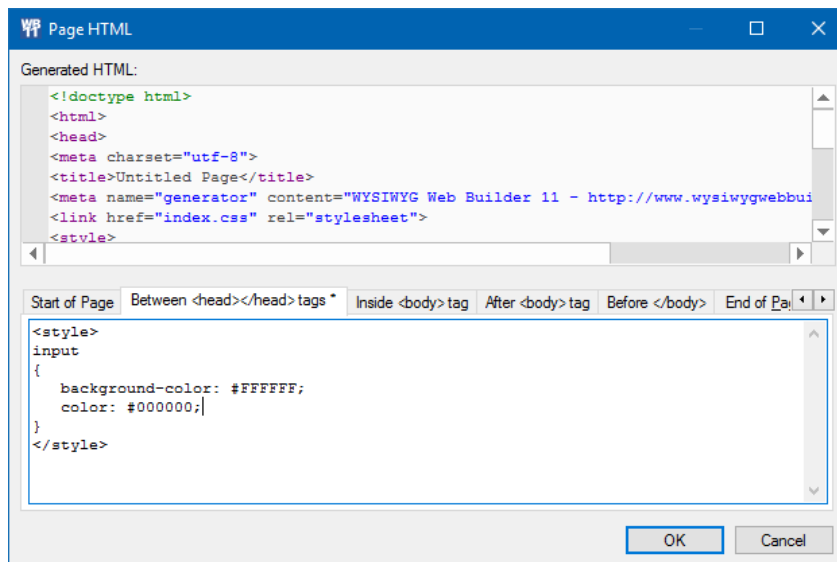 WB
Page HTML
Generated HTML:
<!doctype html>
<html>
<head>
<meta charset="utf-8">
<title>Untitled Page</title>
<meta name="generator" content="WYSIWYG Web Builder 11 - http://www.wysiwygwebbui
<link href="index.css" rel="stylesheet">
<style>
Start of Page Between <head></head> tags * Inside <body> tag After <body> tag Before </body> End of Pa
<style>
input
{
   background-color: #FFFFFF;
   color: #000000;
}
</style>
OK Cancel